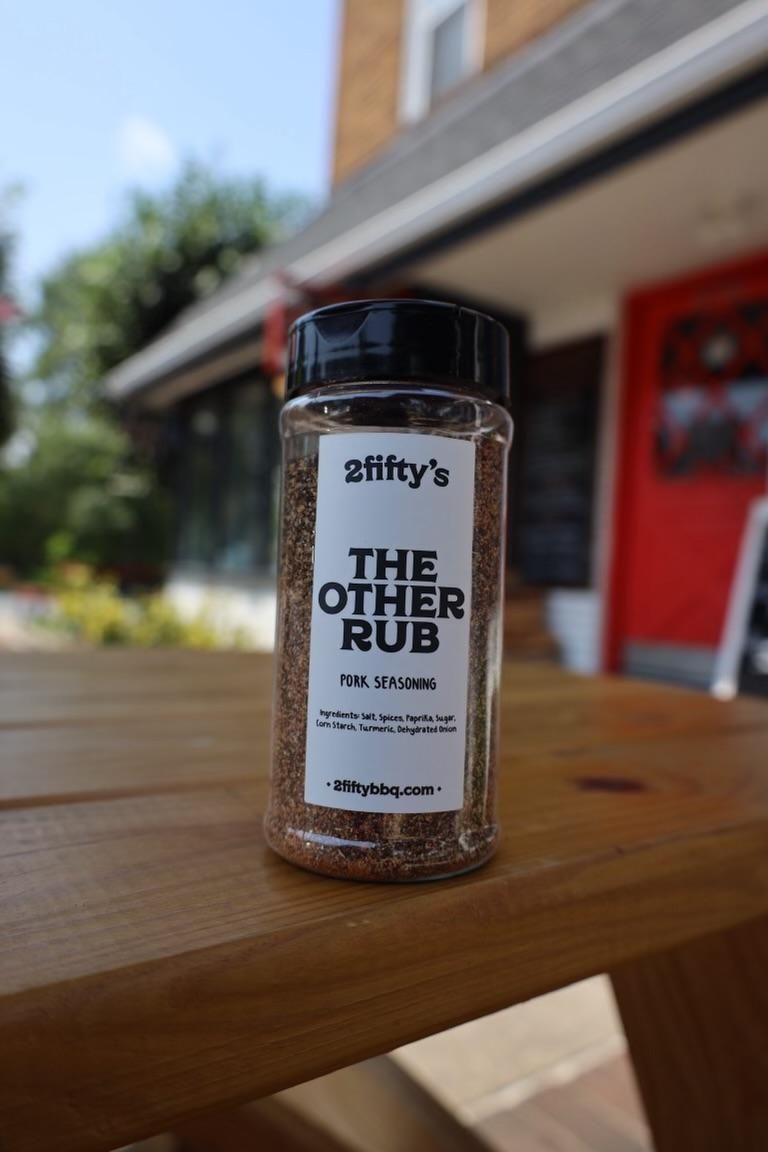 2fifty's
THE
OTHER
RUB
PORK SEASONING
Ingredients: Salt, Spices, Paprika, Sugar,
Corn Starch, Turmeric, Dehydrated Onion
• 2fiftybbq.com •